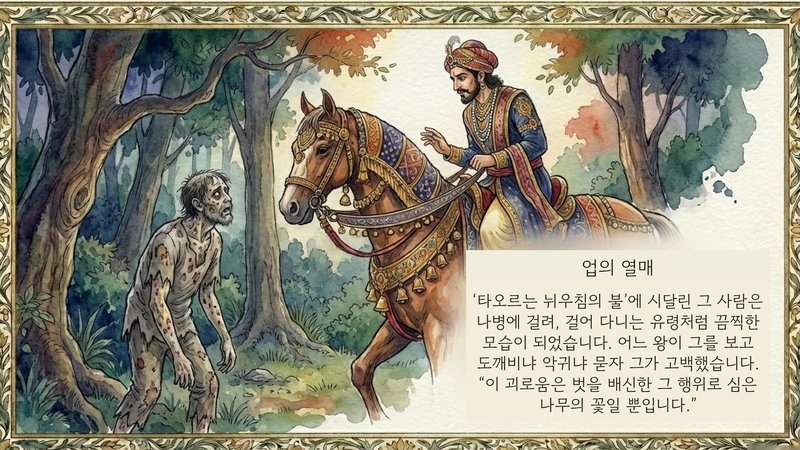 업의 열매
‘타오르는 뉘우침의 불’에 시달린 그 사람은
나병에 걸려, 걸어 다니는 유령처럼 끔찍한
모습이 되었습니다. 어느 왕이 그를 보고
도깨비냐 악귀냐 묻자 그가 고백했습니다.
“이 괴로움은 벗을 배신한 그 행위로 심은
나무의 꽃일 뿐입니다.”